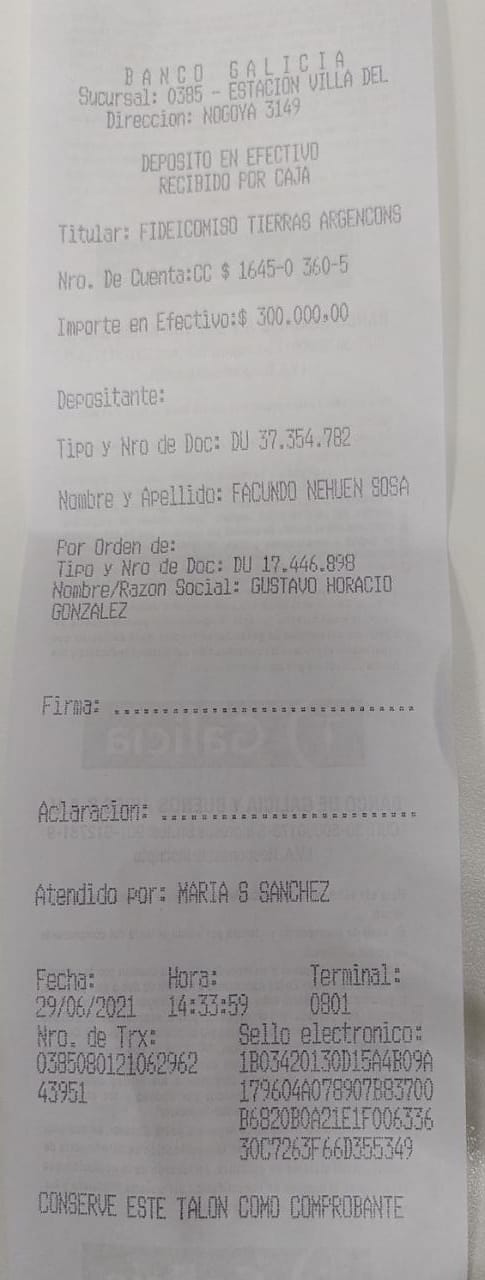 BANCO GALICIA
Sucursal: 0385 - ESTACIÓN VILLA DEL
Direccion: NOGOYA 3149
DEPOSITO EN EFECTIVO
RECIBIDO POR CAJA
Titular: FIDEICOMISO TIERRAS ARGENCONS
Nro. De Cuenta:CC $ 1645-0 360-5
Importe en Efectivo:$ 300.000,00
Depositante:
Tipo y Nro de Doc: DU 37.354.782
Nombre y Apellido: FACUNDO NEHUEN SOSA
Por Orden de:
Tipo y Nro de Doc: DU 17.446.898
Nombre/Razon Social: GUSTAVO HORACIO
GONZALEZ
Firma: ................................
Aclaracion: ...........................
Atendido por: MARIA S SANCHEZ
Fecha: Hora: Terminal:
29/06/2021 14:33:59 0801
Nro. de Trx: Sello electronico:
0385080121062962 1B03420130D15A4B09A
43951 179604A078907B83700
B6820B0A21E1F006336
30C7263F66D355349
CONSERVE ESTE TALON COMO COMPROBANTE
Galicia